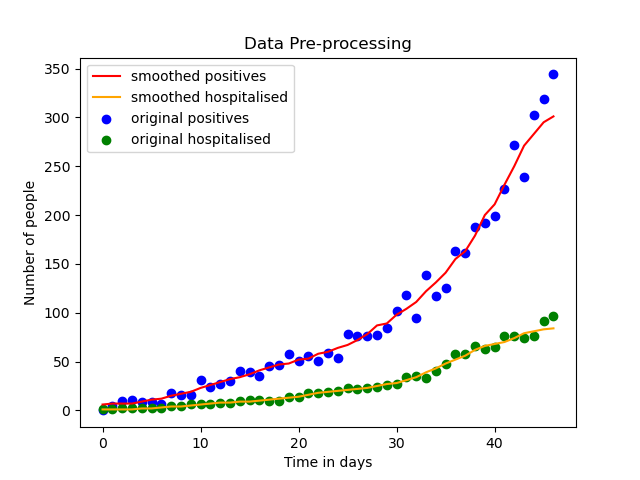 Data Pre-processing
smoothed positives
smoothed hospitalised
original positives
original hospitalised
Number of people
350
300
250
200
150
100
50
0
0 10 20 30 40
Time in days